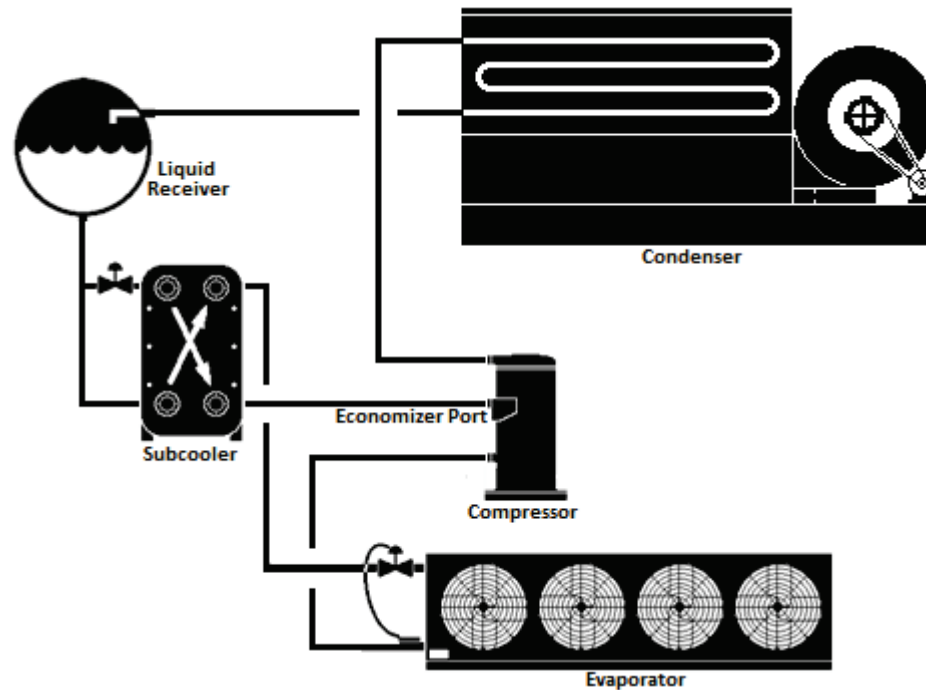 Liquid
Receiver
Condenser
Economizer Port
Subcooler
Compressor
Evaporator